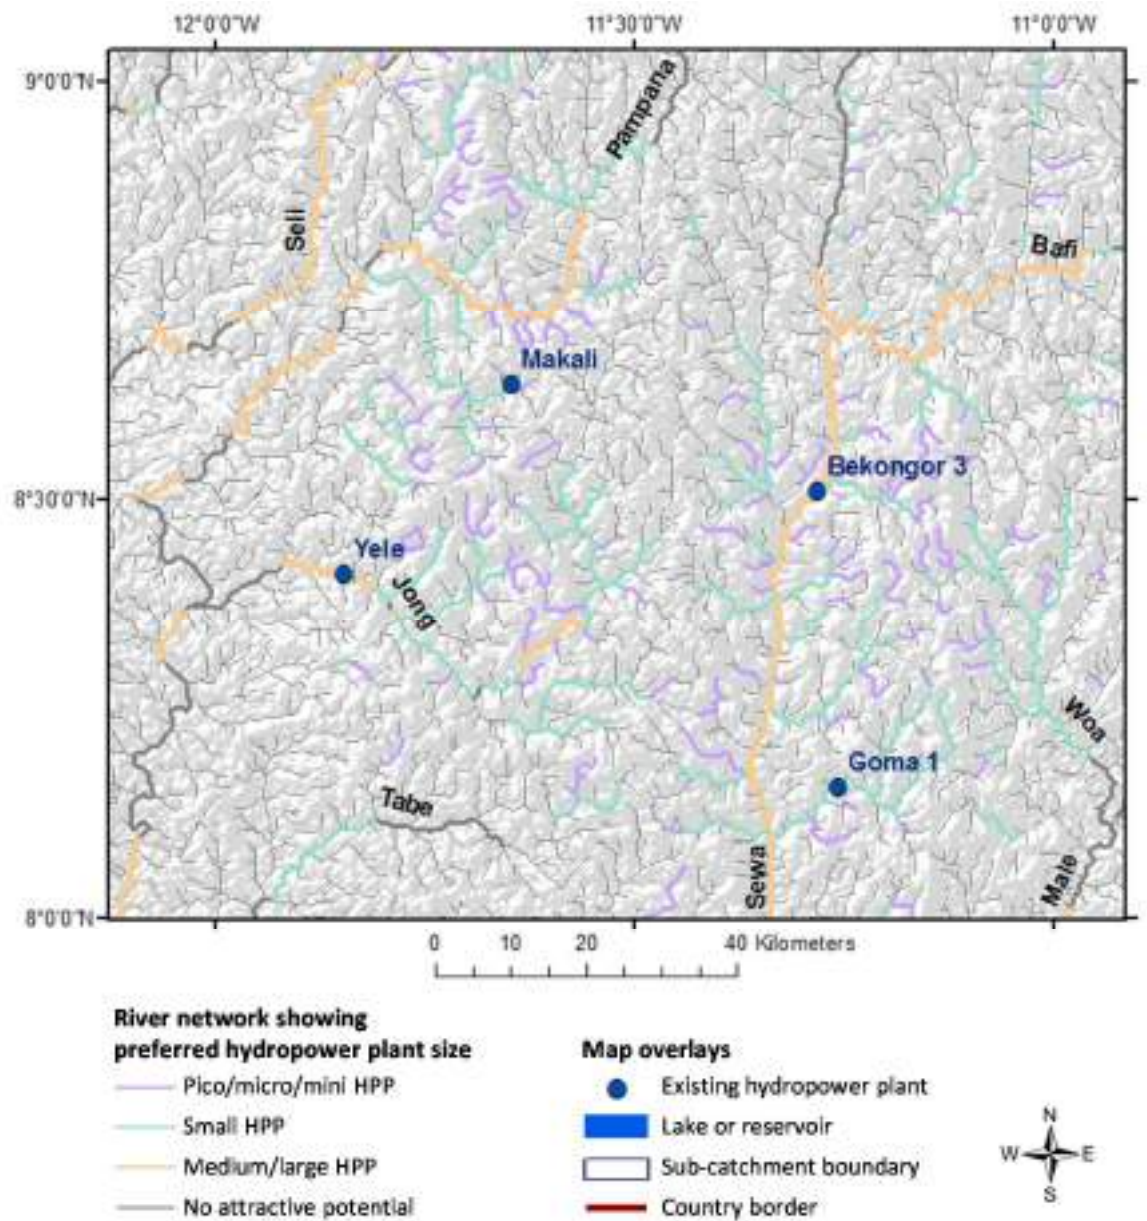 12°0'0"W 11°30'0"W 11°0'0"W
9°0'0"N
Pampana
Seli
Bafi
Makali
Bekongor 3
8°30'0"N
Yele
Jong
Woa
Goma 1
Tabe
Sewa
Male
8°0'0"N
0 10 20 40 Kilometers
River network showing
preferred hydropower plant size
Pico/micro/mini HPP
Small HPP
Medium/large HPP
No attractive potential
Map overlays
Existing hydropower plant
Lake or reservoir
Sub-catchment boundary
Country border
N
W E
S